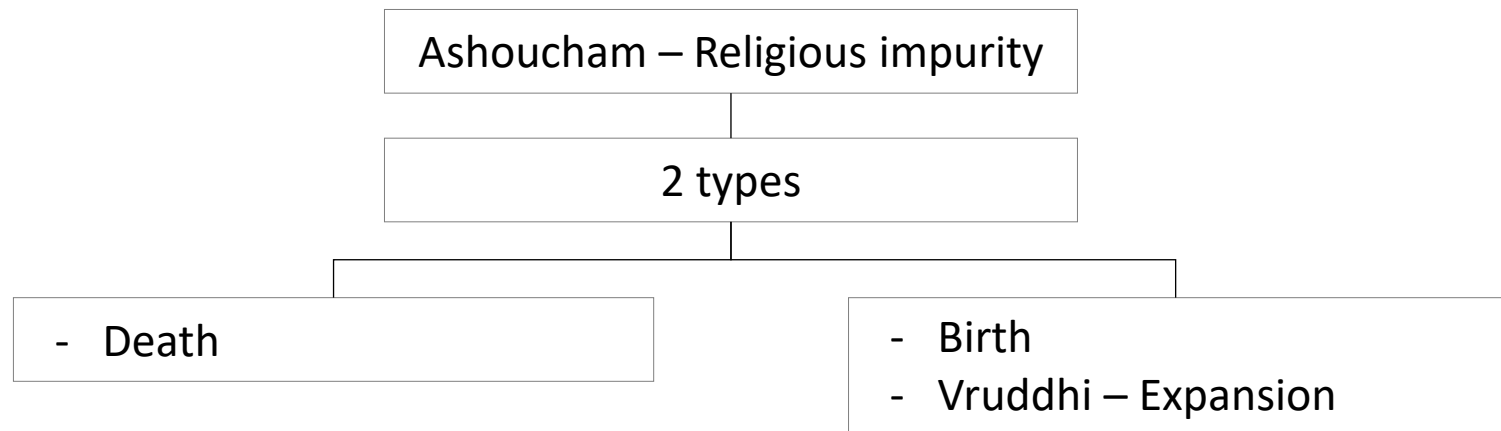 Ashoucham – Religious impurity
2 types
- Death
- Birth
- Vruddhi – Expansion